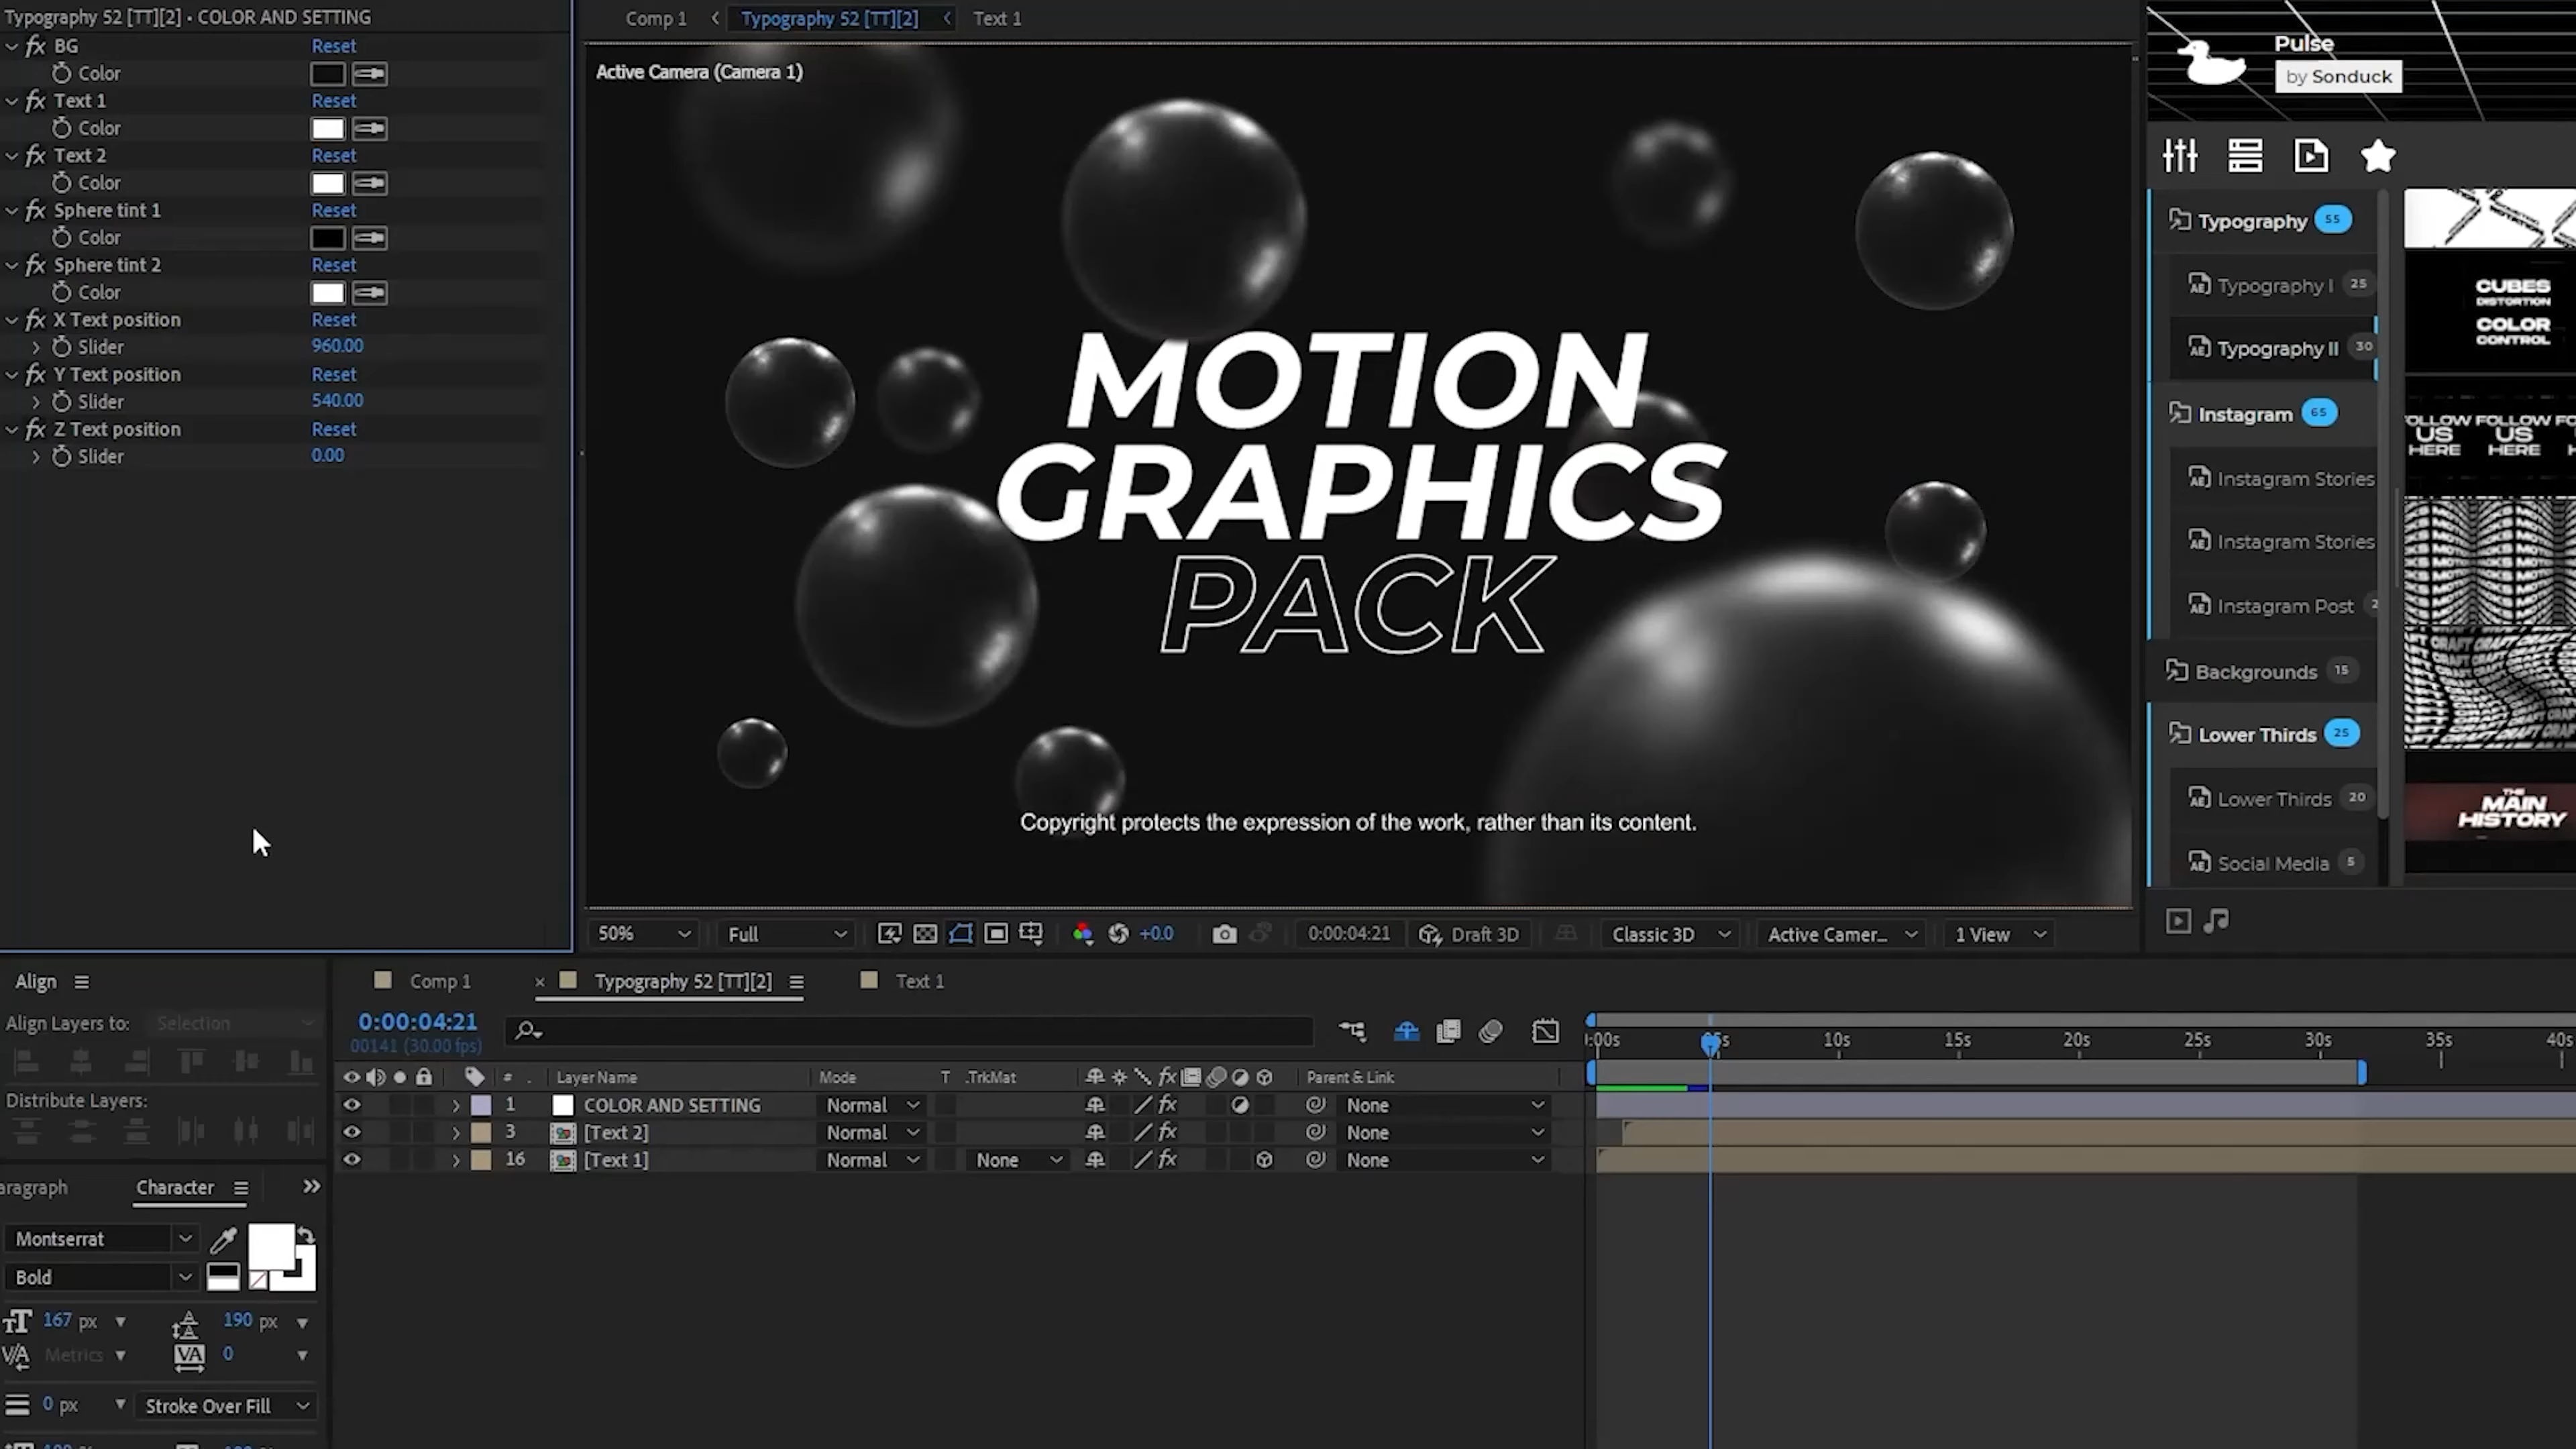 Typography 52 [TT][2] • COLOR AND SETTING
fx BG Reset
Color
fx Text 1 Reset
Color
fx Text 2 Reset
Color
fx Sphere tint 1 Reset
Color
fx Sphere tint 2 Reset
Color
fx X Text position Reset
Slider 960.00
fx Y Text position Reset
Slider 540.00
fx Z Text position Reset
Slider 0.00
Comp 1 Typography 52 [TT][2] Text 1
Active Camera (Camera 1)
MOTION
GRAPHICS
PACK
Copyright protects the expression of the work, rather than its content.
50% Full +0.0 0:00:04:21 Draft 3D Classic 3D Active Camer... 1 View
Pulse
by Sonduck
Typography 55
Typography I 25
Typography II 30
Instagram 65
Instagram Stories
Instagram Stories
Instagram Post 2
Backgrounds 15
Lower Thirds 25
Lower Thirds 20
Social Media 5
CUBES
DISTORTION
COLOR
CONTROL
OLLOW FOLLOW FO
US US
HERE HERE H
THE
MAIN
HISTORY
Align
Align Layers to: Selection
Distribute Layers:
aragraph Character
Montserrat
Bold
167 px 190 px
Metrics 0
0 px Stroke Over Fill
Comp 1 Typography 52 [TT][2] Text 1
0:00:04:21
00141 (30.00 fps)
# Layer Name Mode T .TrkMat fx Parent & Link
1 COLOR AND SETTING Normal fx None
3 [Text 2] Normal fx None
16 [Text 1] Normal None fx None
:00s 5s 10s 15s 20s 25s 30s 35s 40s